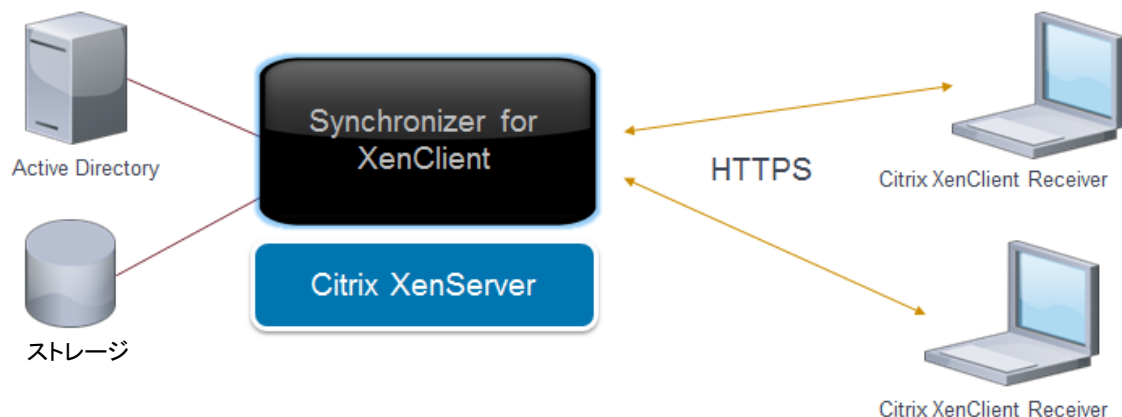 Active Directory
ストレージ
Synchronizer for
XenClient
Citrix XenServer
HTTPS
Citrix XenClient Receiver
Citrix XenClient Receiver